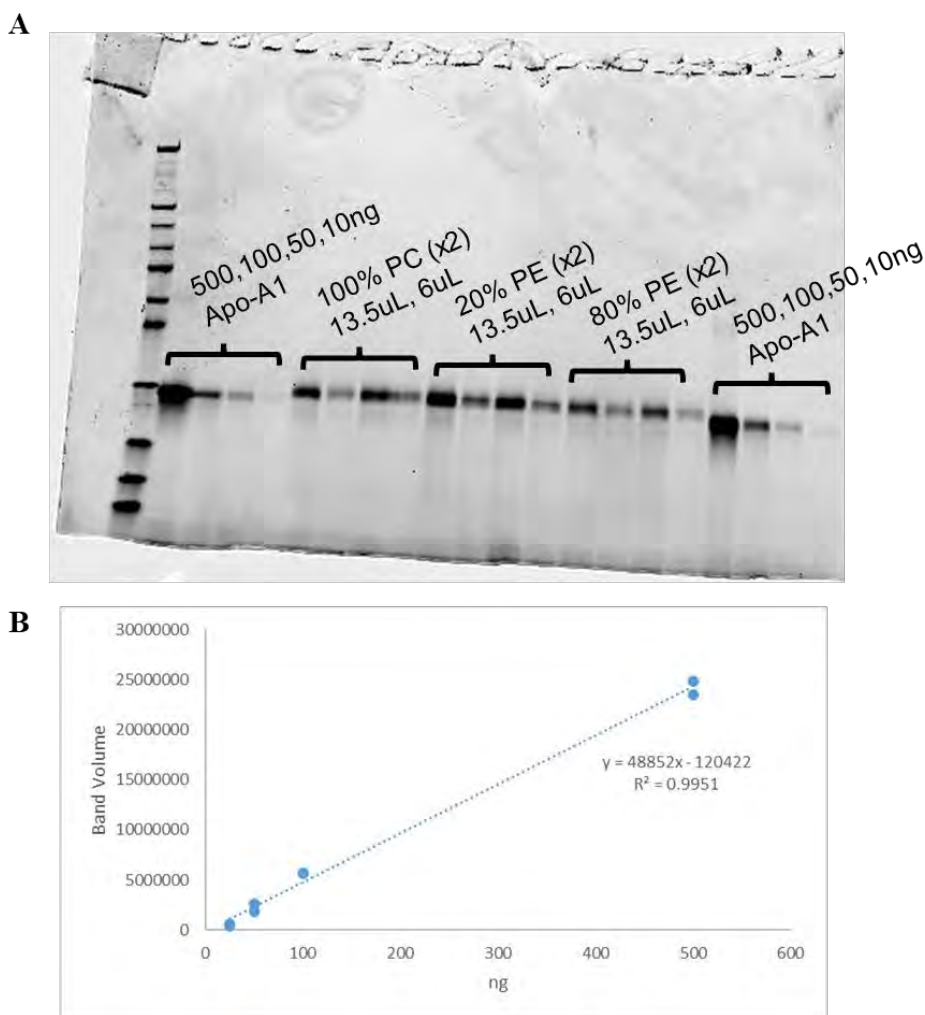 A
500,100,50,10ng
Apo-A1
100% PC (x2)
13.5uL, 6uL
20% PE (x2)
13.5uL, 6uL
80% PE (x2)
13.5uL, 6uL
500,100,50,10ng
Apo-A1
B
30000000
25000000
20000000
15000000
10000000
5000000
0
Band Volume
y = 48852x - 120422
R² = 0.9951
0 100 200 300 400 500 600
ng